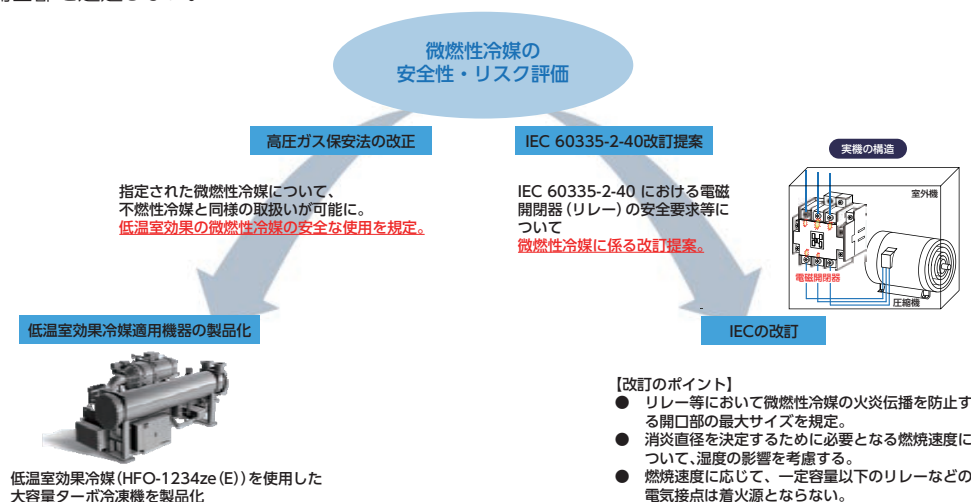 微燃性冷媒の
安全性・リスク評価
高圧ガス保安法の改正
IEC 60335-2-40改訂提案
実機の構造
指定された微燃性冷媒について、
不燃性冷媒と同様の取扱いが可能に。
低温室効果の微燃性冷媒の安全な使用を規定。
IEC 60335-2-40 における電磁
開閉器（リレー）の安全要求等に
ついて
微燃性冷媒に係る改訂提案。
室外機
電磁開閉器
圧縮機
低温室効果冷媒適用機器の製品化
IECの改訂
低温室効果冷媒（HFO-1234ze（E））を使用した
大容量ターボ冷凍機を製品化
【改訂のポイント】
● リレー等において微燃性冷媒の火炎伝播を防止す
る開口部の最大サイズを規定。
● 消炎直径を決定するために必要となる燃焼速度に
ついて、湿度の影響を考慮する。
● 燃焼速度に応じて、一定容量以下のリレーなどの
電気接点は着火源とならない。